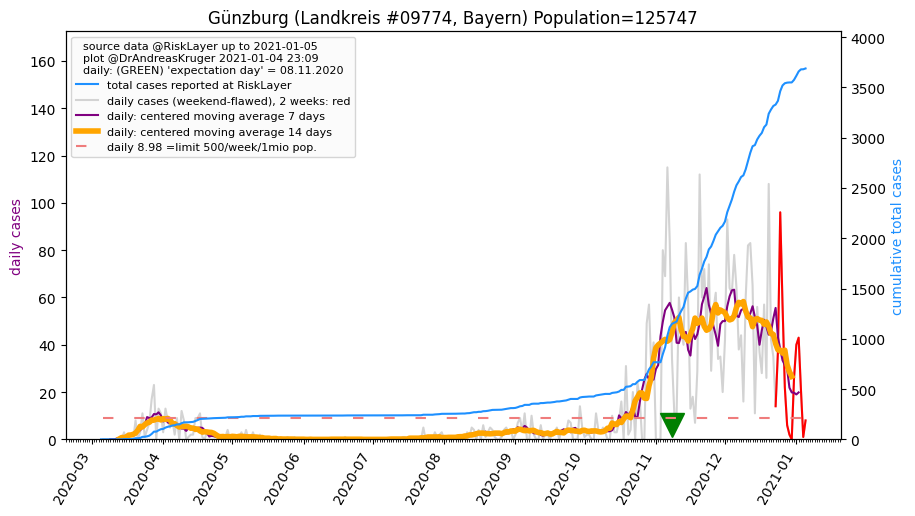 Günzburg (Landkreis #09774, Bayern) Population=125747
source data @RiskLayer up to 2021-01-05
plot @DrAndreasKruger 2021-01-04 23:09
daily: (GREEN) 'expectation day' = 08.11.2020
total cases reported at RiskLayer
daily cases (weekend-flawed), 2 weeks: red
daily: centered moving average 7 days
daily: centered moving average 14 days
daily 8.98 =limit 500/week/1mio pop.
daily cases
160
140
120
100
80
60
40
20
0
cumulative total cases
4000
3500
3000
2500
2000
1500
1000
500
0
2020-03
2020-04
2020-05
2020-06
2020-07
2020-08
2020-09
2020-10
2020-11
2020-12
2021-01